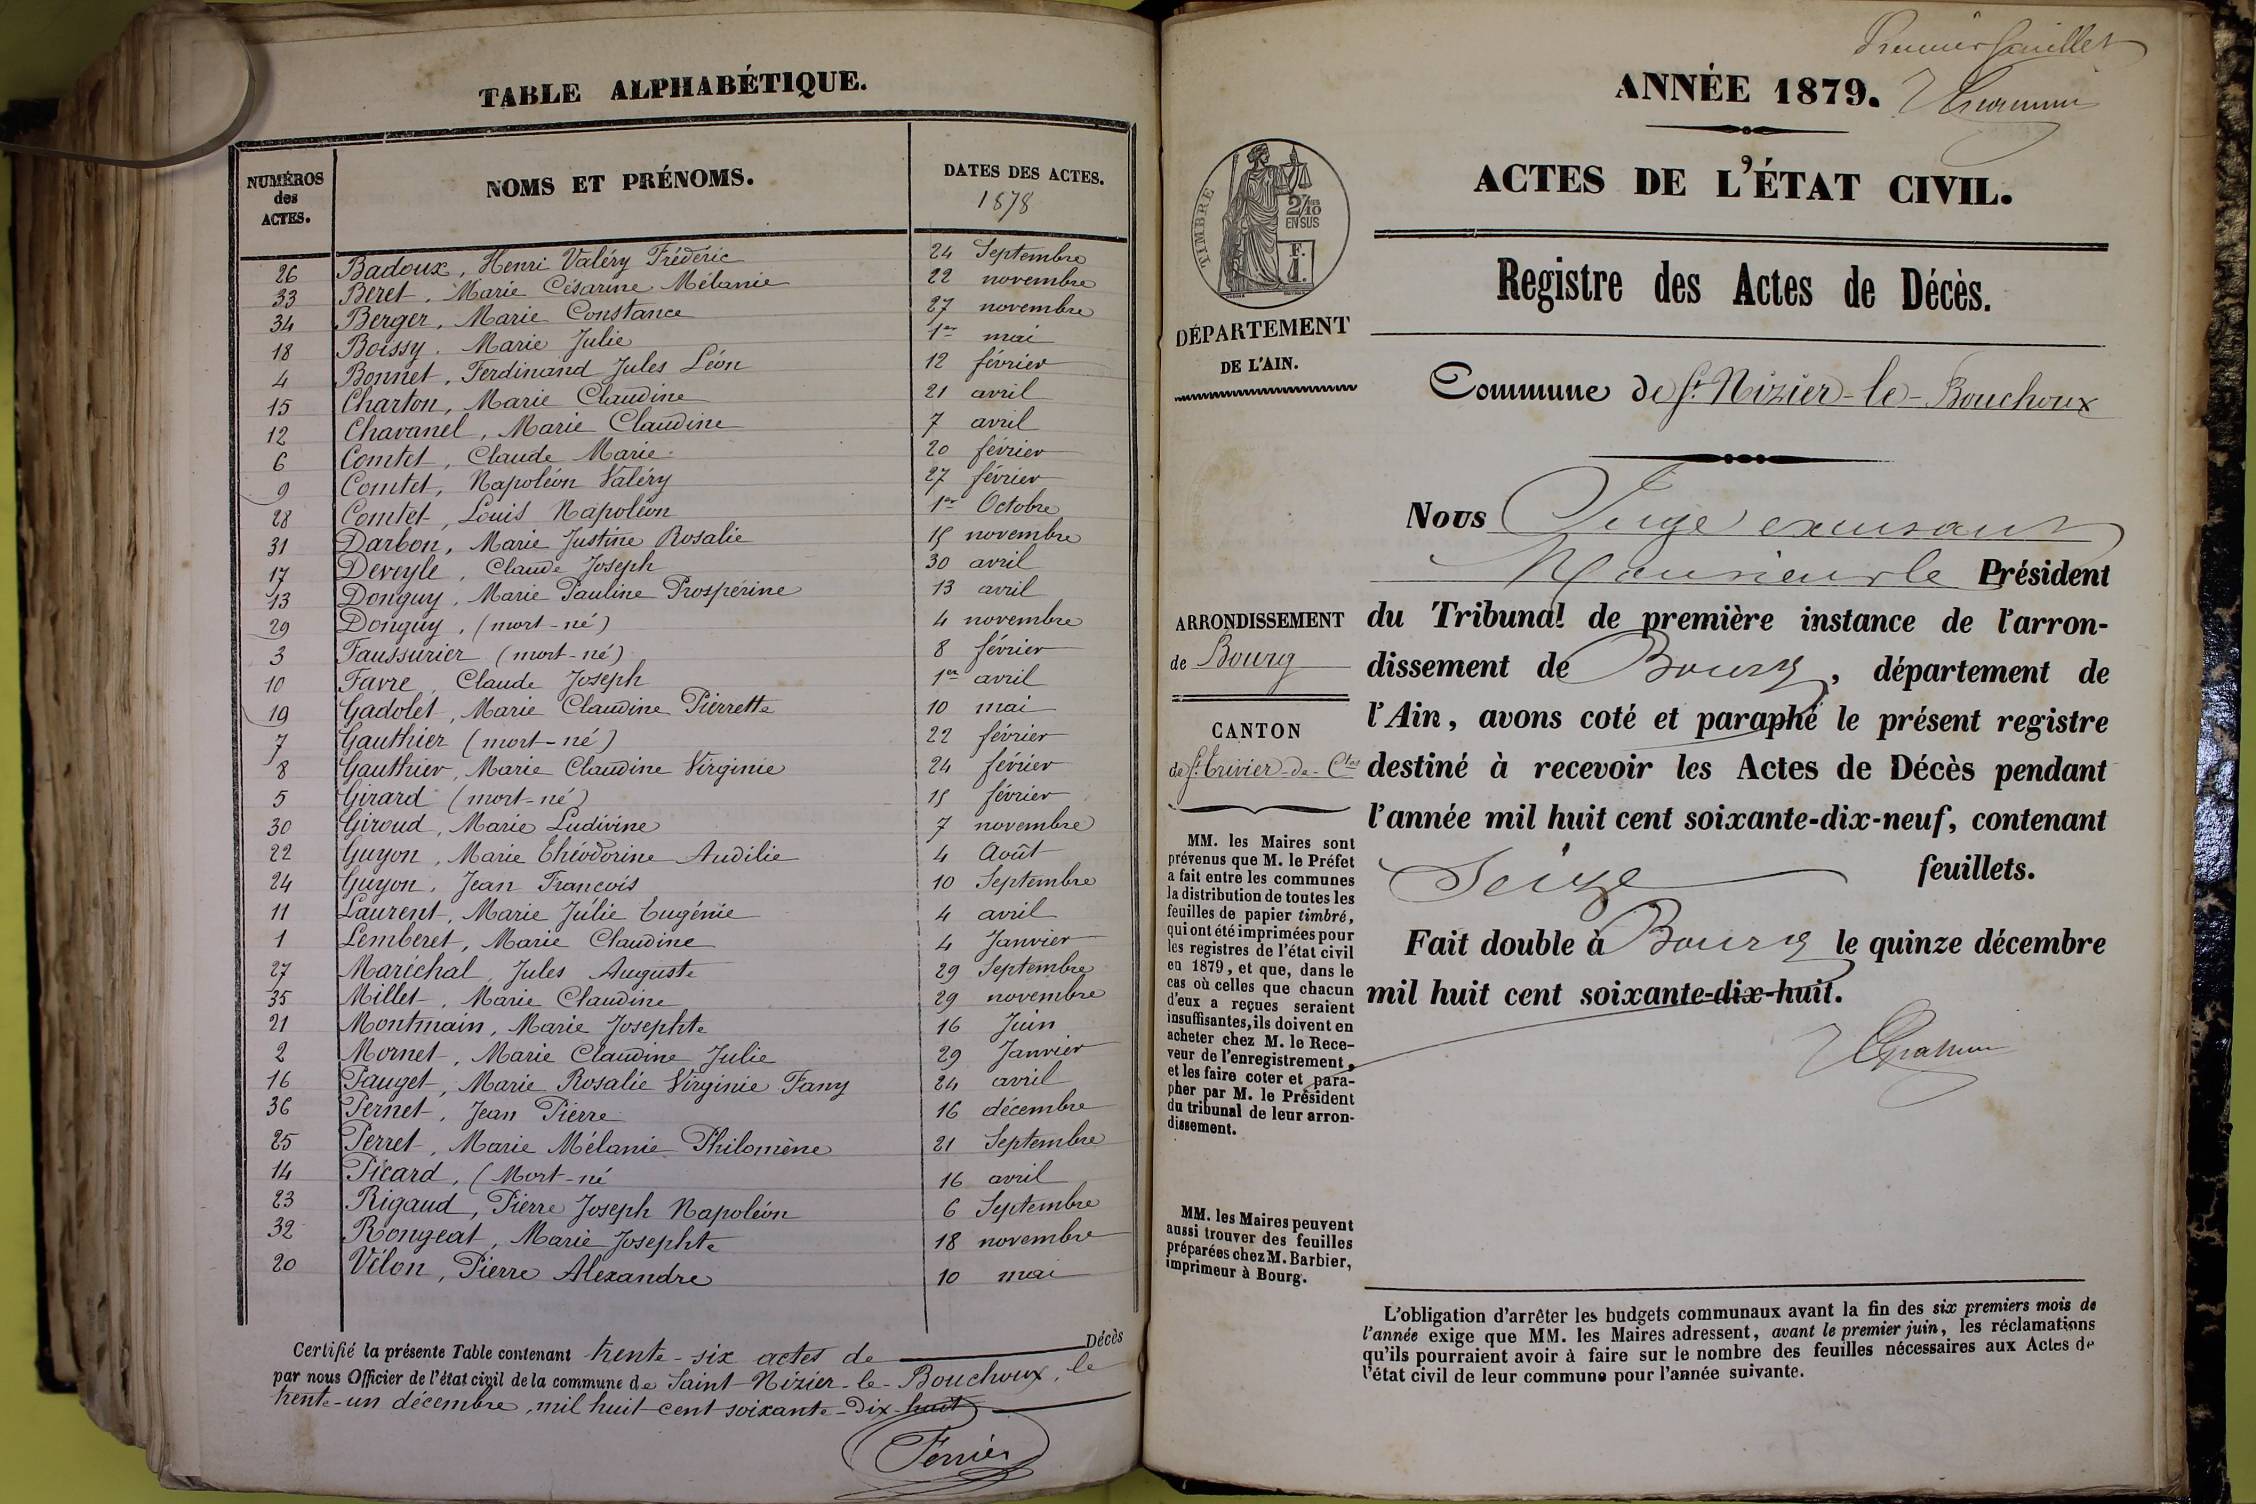 TABLE ALPHABÉTIQUE.
NUMÉROS des ACTES.
NOMS ET PRÉNOMS.
DATES DES ACTES.
1878
26 Badoux, Henri Valéry Frédéric 24 Septembre
33 Beret, Marie Césarine Mélanie 22 novembre
34 Berger, Marie Constance 27 novembre
18 Boissy, Marie Julie 1er mai
4 Bonnet, Ferdinand Jules Léon 12 février
15 Charton, Marie Claudine 21 avril
12 Chavanel, Marie Claudine 7 avril
6 Comtet, Claude Marie 20 février
9 Comtet, Napoléon Valéry 27 février
28 Comtet, Louis Napoléon 1er Octobre
31 Darbon, Marie Justine Rosalie 15 novembre
17 Deveyle, Claude Joseph 30 avril
13 Donguy, Marie Pauline Prospérine 13 avril
29 Donguy, (mort-né) 4 novembre
3 Faussurier (mort-né) 8 février
10 Favre, Claude Joseph 1er avril
19 Gadolet, Marie Claudine Pierrette 10 mai
7 Gauthier (mort-né) 22 février
8 Gauthier, Marie Claudine Virginie 24 février
5 Girard (mort-né) 15 février
30 Giroud, Marie Ludivine 7 novembre
22 Guyon, Marie Théodorine Audilie 4 Août
24 Guyon, Jean François 10 Septembre
11 Laurent, Marie Julie Eugénie 4 avril
1 Lemberet, Marie Claudine 4 Janvier
27 Maréchal, Jules Auguste 29 Septembre
35 Millet, Marie Claudine 29 novembre
21 Montmain, Marie Josephte 16 Juin
2 Mornet, Marie Claudine Julie 29 Janvier
16 Pauget, Marie Rosalie Virginie Fany 24 avril
36 Pernet, Jean Pierre 16 décembre
25 Perret, Marie Mélanie Philomène 21 Septembre
14 Picard, (Mort-né 16 avril
23 Rigaud, Pierre Joseph Napoléon 6 Septembre
32 Rongeat, Marie Josephte 18 novembre
20 Vilon, Pierre Alexandre 10 mai
Certifié la présente Table contenant trente-six actes de Décès
par nous Officier de l'état civil de la commune de Saint-Nizier-le-Bouchoux, le
trente-un décembre, mil huit cent soixante-dix-huit
Ferrier
Premier feuillet
ANNÉE 1879.
ACTES DE L'ÉTAT CIVIL.
TIMBRE
2/10 EN SUS
F. 1.
DÉPARTEMENT
DE L'AIN.
Registre des Actes de Décès.
Commune de St Nizier-le-Bouchoux
Nous Juge excusant
Monsieur le Président
du Tribunal de première instance de l'arron-
dissement de Bourg, département de
l'Ain, avons coté et paraphé le présent registre
destiné à recevoir les Actes de Décès pendant
l'année mil huit cent soixante-dix-neuf, contenant
Seize feuillets.
Fait double à Bourg le quinze décembre
mil huit cent soixante-dix-huit.
ARRONDISSEMENT
de Bourg
CANTON
de St Trivier-de-Ctes
MM. les Maires sont
prévenus que M. le Préfet
a fait entre les communes
la distribution de toutes les
feuilles de papier timbré,
qui ont été imprimées pour
les registres de l'état civil
en 1879, et que, dans le
cas où celles que chacun
d'eux a reçues seraient
insuffisantes, ils doivent en
acheter chez M. le Rece-
veur de l'enregistrement,
et les faire coter et para-
pher par M. le Président
du tribunal de leur arron-
dissement.
MM. les Maires peuvent
aussi trouver des feuilles
préparées chez M. Barbier,
imprimeur à Bourg.
L'obligation d'arrêter les budgets communaux avant la fin des six premiers mois de
l'année exige que MM. les Maires adressent, avant le premier juin, les réclamations
qu'ils pourraient avoir à faire sur le nombre des feuilles nécessaires aux Actes de
l'état civil de leur commune pour l'année suivante.